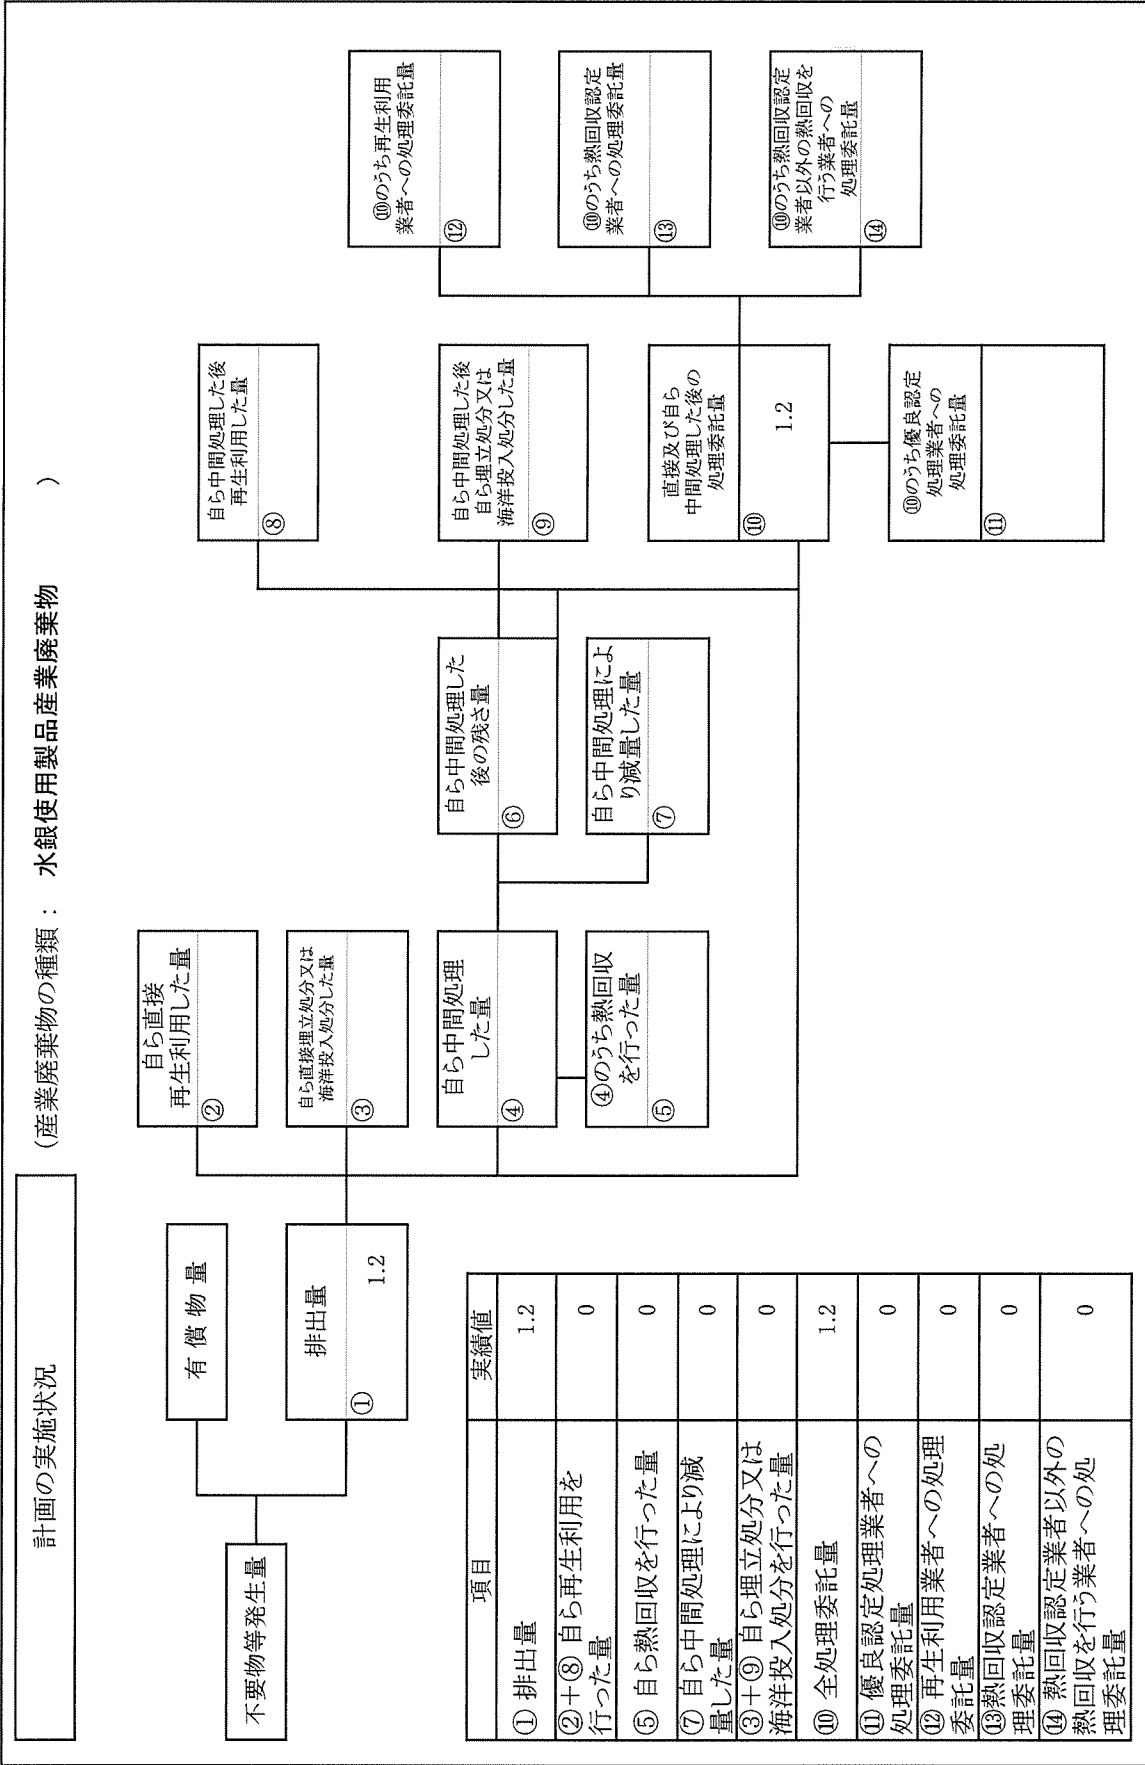 計画の実施状況
(産業廃棄物の種類： 水銀使用製品産業廃棄物 )
不要物等発生量
有償物量
排出量
① 1.2
自ら直接
再生利用した量
②
自ら直接埋立処分又は
海洋投入処分した量
③
自ら中間処理
した量
④
④のうち熱回収
を行った量
⑤
自ら中間処理した
後の残さ量
⑥
自ら中間処理によ
り減量した量
⑦
自ら中間処理した後
再生利用した量
⑧
自ら中間処理した後
自ら埋立処分又は
海洋投入処分した量
⑨
直接及び自ら
中間処理した後の
処理委託量
⑩ 1.2
⑩のうち優良認定
処理業者への
処理委託量
⑪
⑩のうち再生利用
業者への処理委託量
⑫
⑩のうち熱回収認定
業者への処理委託量
⑬
⑩のうち熱回収認定
業者以外の熱回収を
行う業者への
処理委託量
⑭
項目 実績値
① 排出量 1.2
②+⑧ 自ら再生利用を
行った量 0
⑤ 自ら熱回収を行った量 0
⑦ 自ら中間処理により減
量した量 0
③+⑨ 自ら埋立処分又は
海洋投入処分を行った量 0
⑩ 全処理委託量 1.2
⑪ 優良認定処理業者への
処理委託量 0
⑫ 再生利用業者への処理
委託量 0
⑬熱回収認定業者への処
理委託量 0
⑭ 熱回収認定業者以外の
熱回収を行う業者への処
理委託量 0